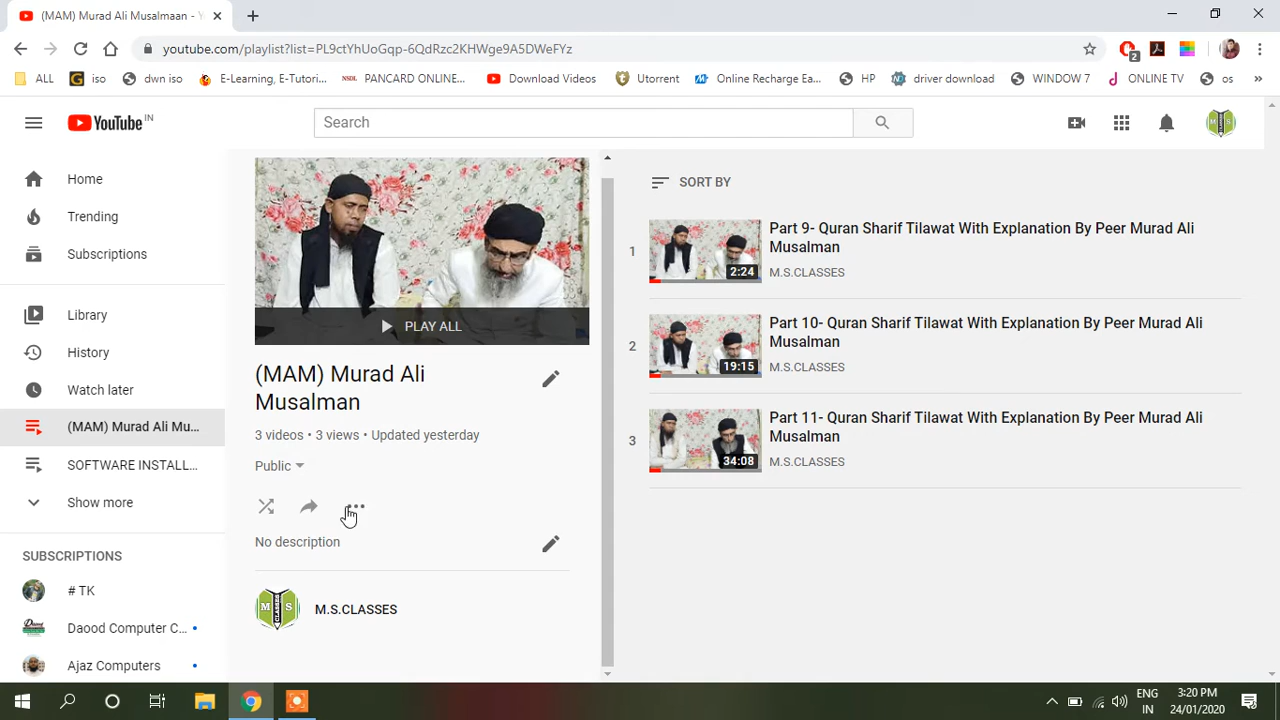 (MAM) Murad Ali Musalmaan - Y
youtube.com/playlist?list=PL9ctYhUoGqp-6QdRzc2KHWge9A5DWeFYz
2
ALL
iso
dwn iso
E-Learning, E-Tutori...
NSDL
PANCARD ONLINE...
Download Videos
Utorrent
Online Recharge Ea...
HP
driver download
WINDOW 7
ONLINE TV
os
»
YouTube IN
Search
M S
Home
Trending
Subscriptions
Library
History
Watch later
(MAM) Murad Ali Mu...
SOFTWARE INSTALL...
Show more
SUBSCRIPTIONS
# TK
Daood Computer C...
Ajaz Computers
PLAY ALL
(MAM) Murad Ali
Musalman
3 videos • 3 views • Updated yesterday
Public
No description
M S
CLASSES
M.S.CLASSES
SORT BY
1
2:24
Part 9- Quran Sharif Tilawat With Explanation By Peer Murad Ali
Musalman
M.S.CLASSES
2
19:15
Part 10- Quran Sharif Tilawat With Explanation By Peer Murad Ali
Musalman
M.S.CLASSES
3
34:08
Part 11- Quran Sharif Tilawat With Explanation By Peer Murad Ali
Musalman
M.S.CLASSES
ENG
IN
3:20 PM
24/01/2020